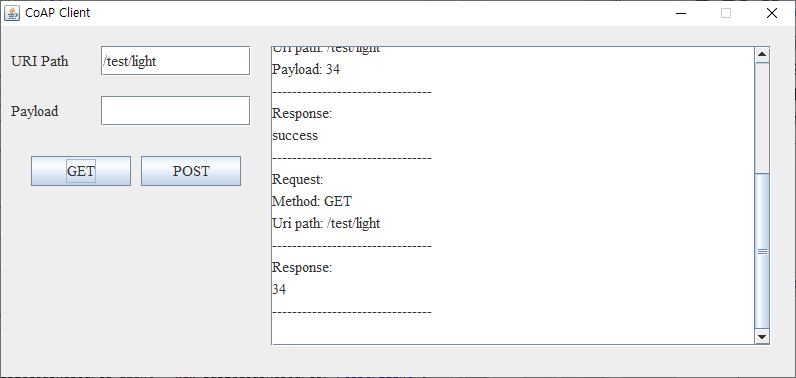 CoAP Client
URI Path
/test/light
Payload
GET
POST
Uri path: /test/light
Payload: 34
--------------------------------
Response:
success
--------------------------------
Request:
Method: GET
Uri path: /test/light
--------------------------------
Response:
34
--------------------------------